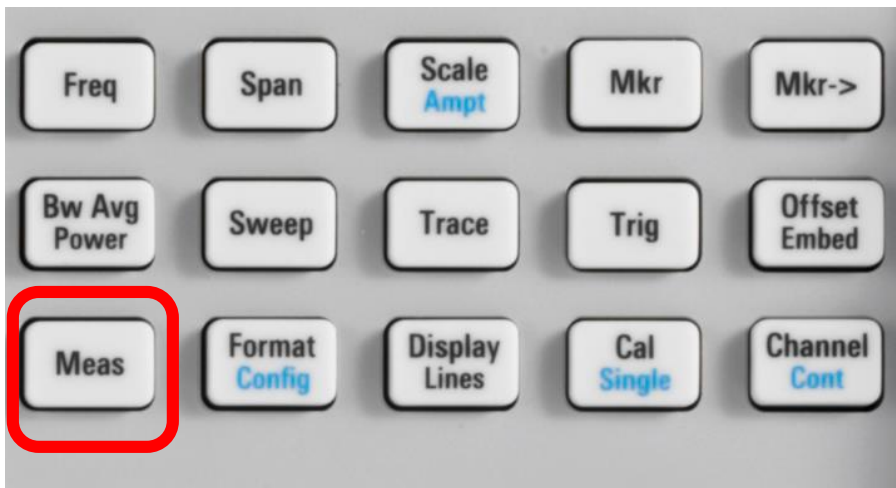 Freq
Span
Scale
Ampt
Mkr
Mkr->
Bw Avg
Power
Sweep
Trace
Trig
Offset
Embed
Meas
Format
Config
Display
Lines
Cal
Single
Channel
Cont